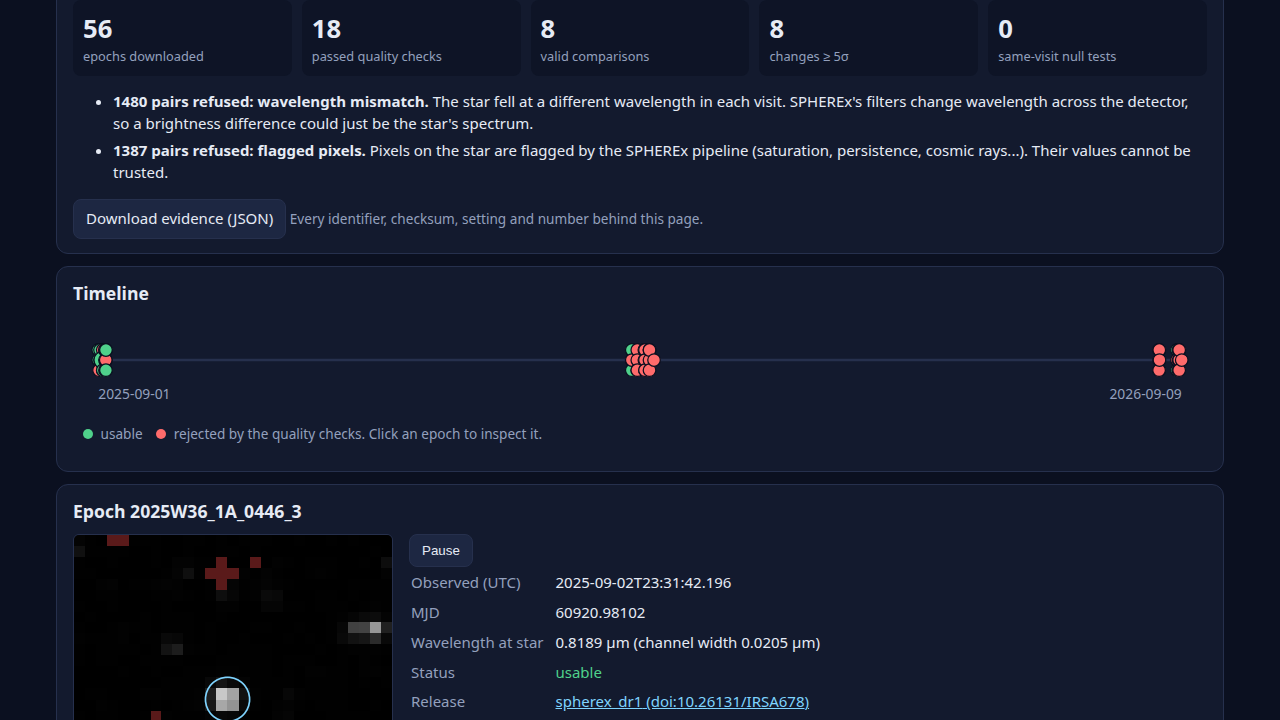 56
epochs downloaded
18
passed quality checks
8
valid comparisons
8
changes ≥ 5σ
0
same-visit null tests
1480 pairs refused: wavelength mismatch. The star fell at a different wavelength in each visit. SPHEREx's filters change wavelength across the detector,
so a brightness difference could just be the star's spectrum.
1387 pairs refused: flagged pixels. Pixels on the star are flagged by the SPHEREx pipeline (saturation, persistence, cosmic rays...). Their values cannot be
trusted.
Download evidence (JSON) Every identifier, checksum, setting and number behind this page.
Timeline
2025-09-01
2026-09-09
usable rejected by the quality checks. Click an epoch to inspect it.
Epoch 2025W36_1A_0446_3
Pause
Observed (UTC) 2025-09-02T23:31:42.196
MJD 60920.98102
Wavelength at star 0.8189 µm (channel width 0.0205 µm)
Status usable
Release spherex_dr1 (doi:10.26131/IRSA678)